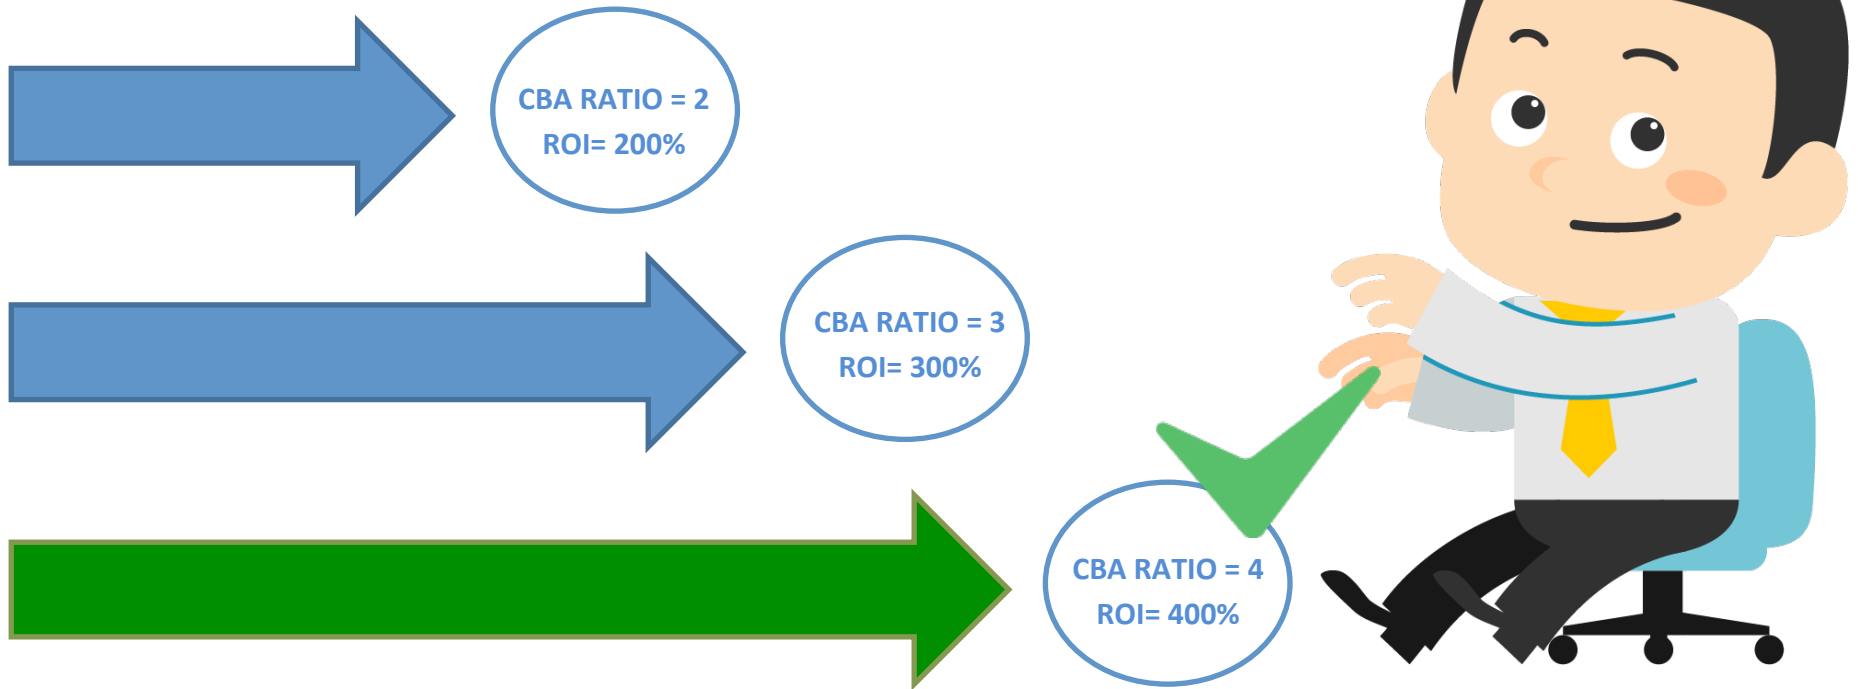 CBA RATIO = 2
ROI= 200%
CBA RATIO = 3
ROI= 300%
CBA RATIO = 4
ROI= 400%